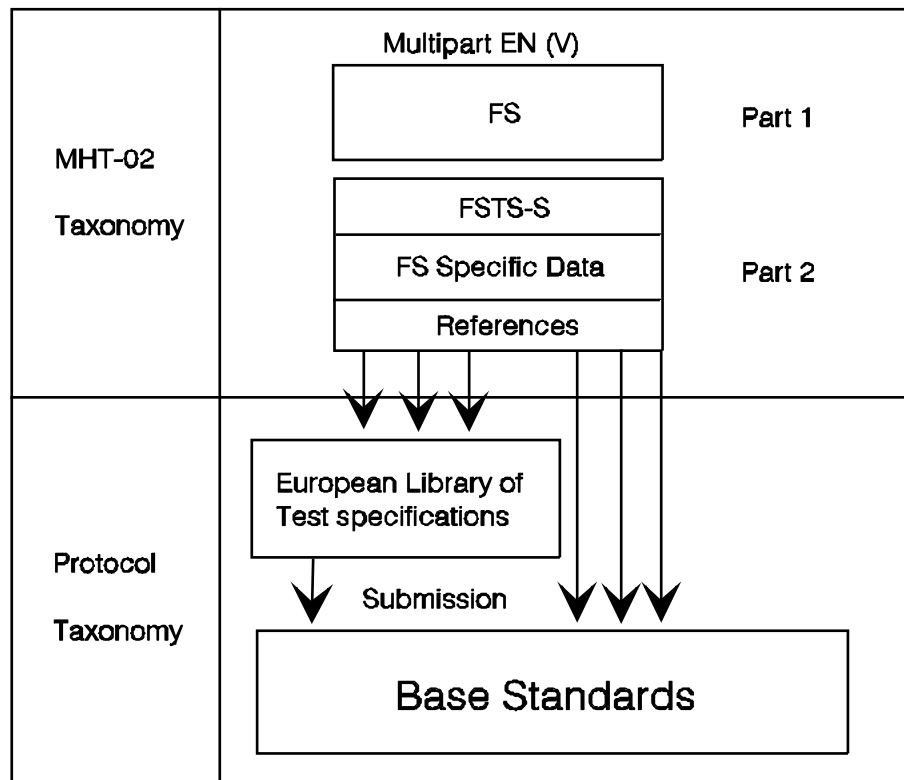 Multipart EN (V)
FS
Part 1
MHT-02
Taxonomy
FSTS-S
FS Specific Data
Part 2
References
European Library of
Test specifications
Protocol
Taxonomy
Submission
Base Standards